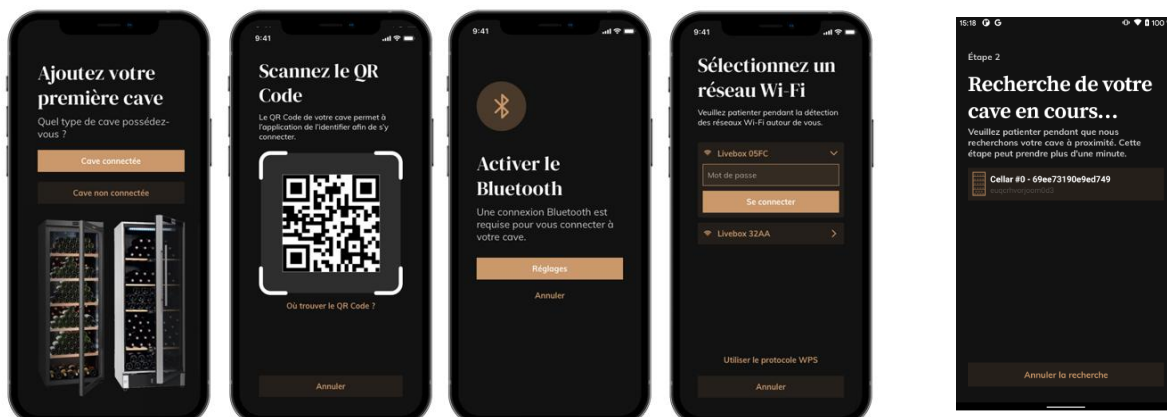 Ajoutez votre
première cave
Quel type de cave possédez-
vous ?
Cave connectée
Cave non connectée
9:41
Scannez le QR
Code
Le QR Code de votre cave permet à
l'application de l'identifier afin de s'y
connecter.
Où trouver le QR Code ?
Annuler
9:41
Activer le
Bluetooth
Une connexion Bluetooth est
requise pour vous connecter à
votre cave.
Réglages
Annuler
9:41
Sélectionnez un
réseau Wi-Fi
Veuillez patienter pendant la détection
des réseaux Wi-Fi autour de vous.
Livebox 05FC
Mot de passe
Se connecter
Livebox 32AA
Utiliser le protocole WPS
Annuler
15:18 G 100
Étape 2
Recherche de votre
cave en cours...
Veuillez patienter pendant que nous
recherchons votre cave à proximité. Cette
étape peut prendre plus d'une minute.
Cellar #0 - 69ee73190e9ed749
Annuler la recherche